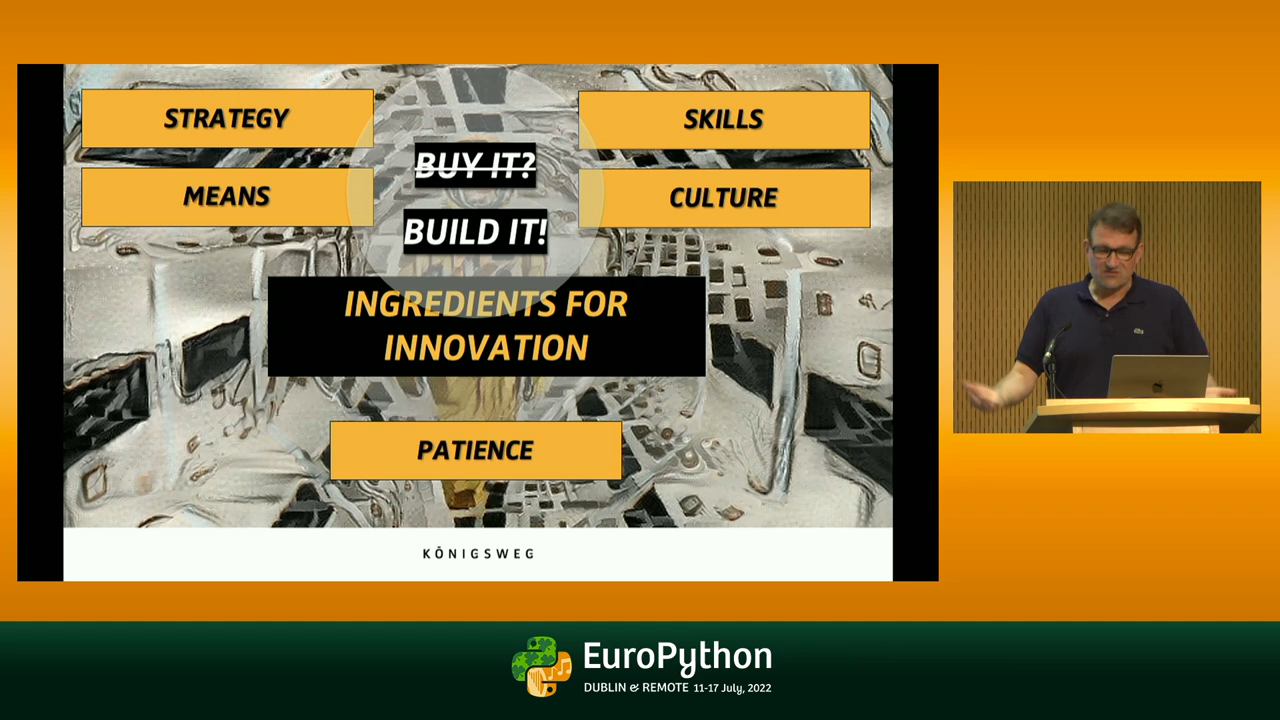 STRATEGY
SKILLS
BUY IT?
MEANS
CULTURE
BUILD IT!
INGREDIENTS FOR
INNOVATION
PATIENCE
KÖNIGSWEG
EuroPython
DUBLIN & REMOTE 11-17 July, 2022